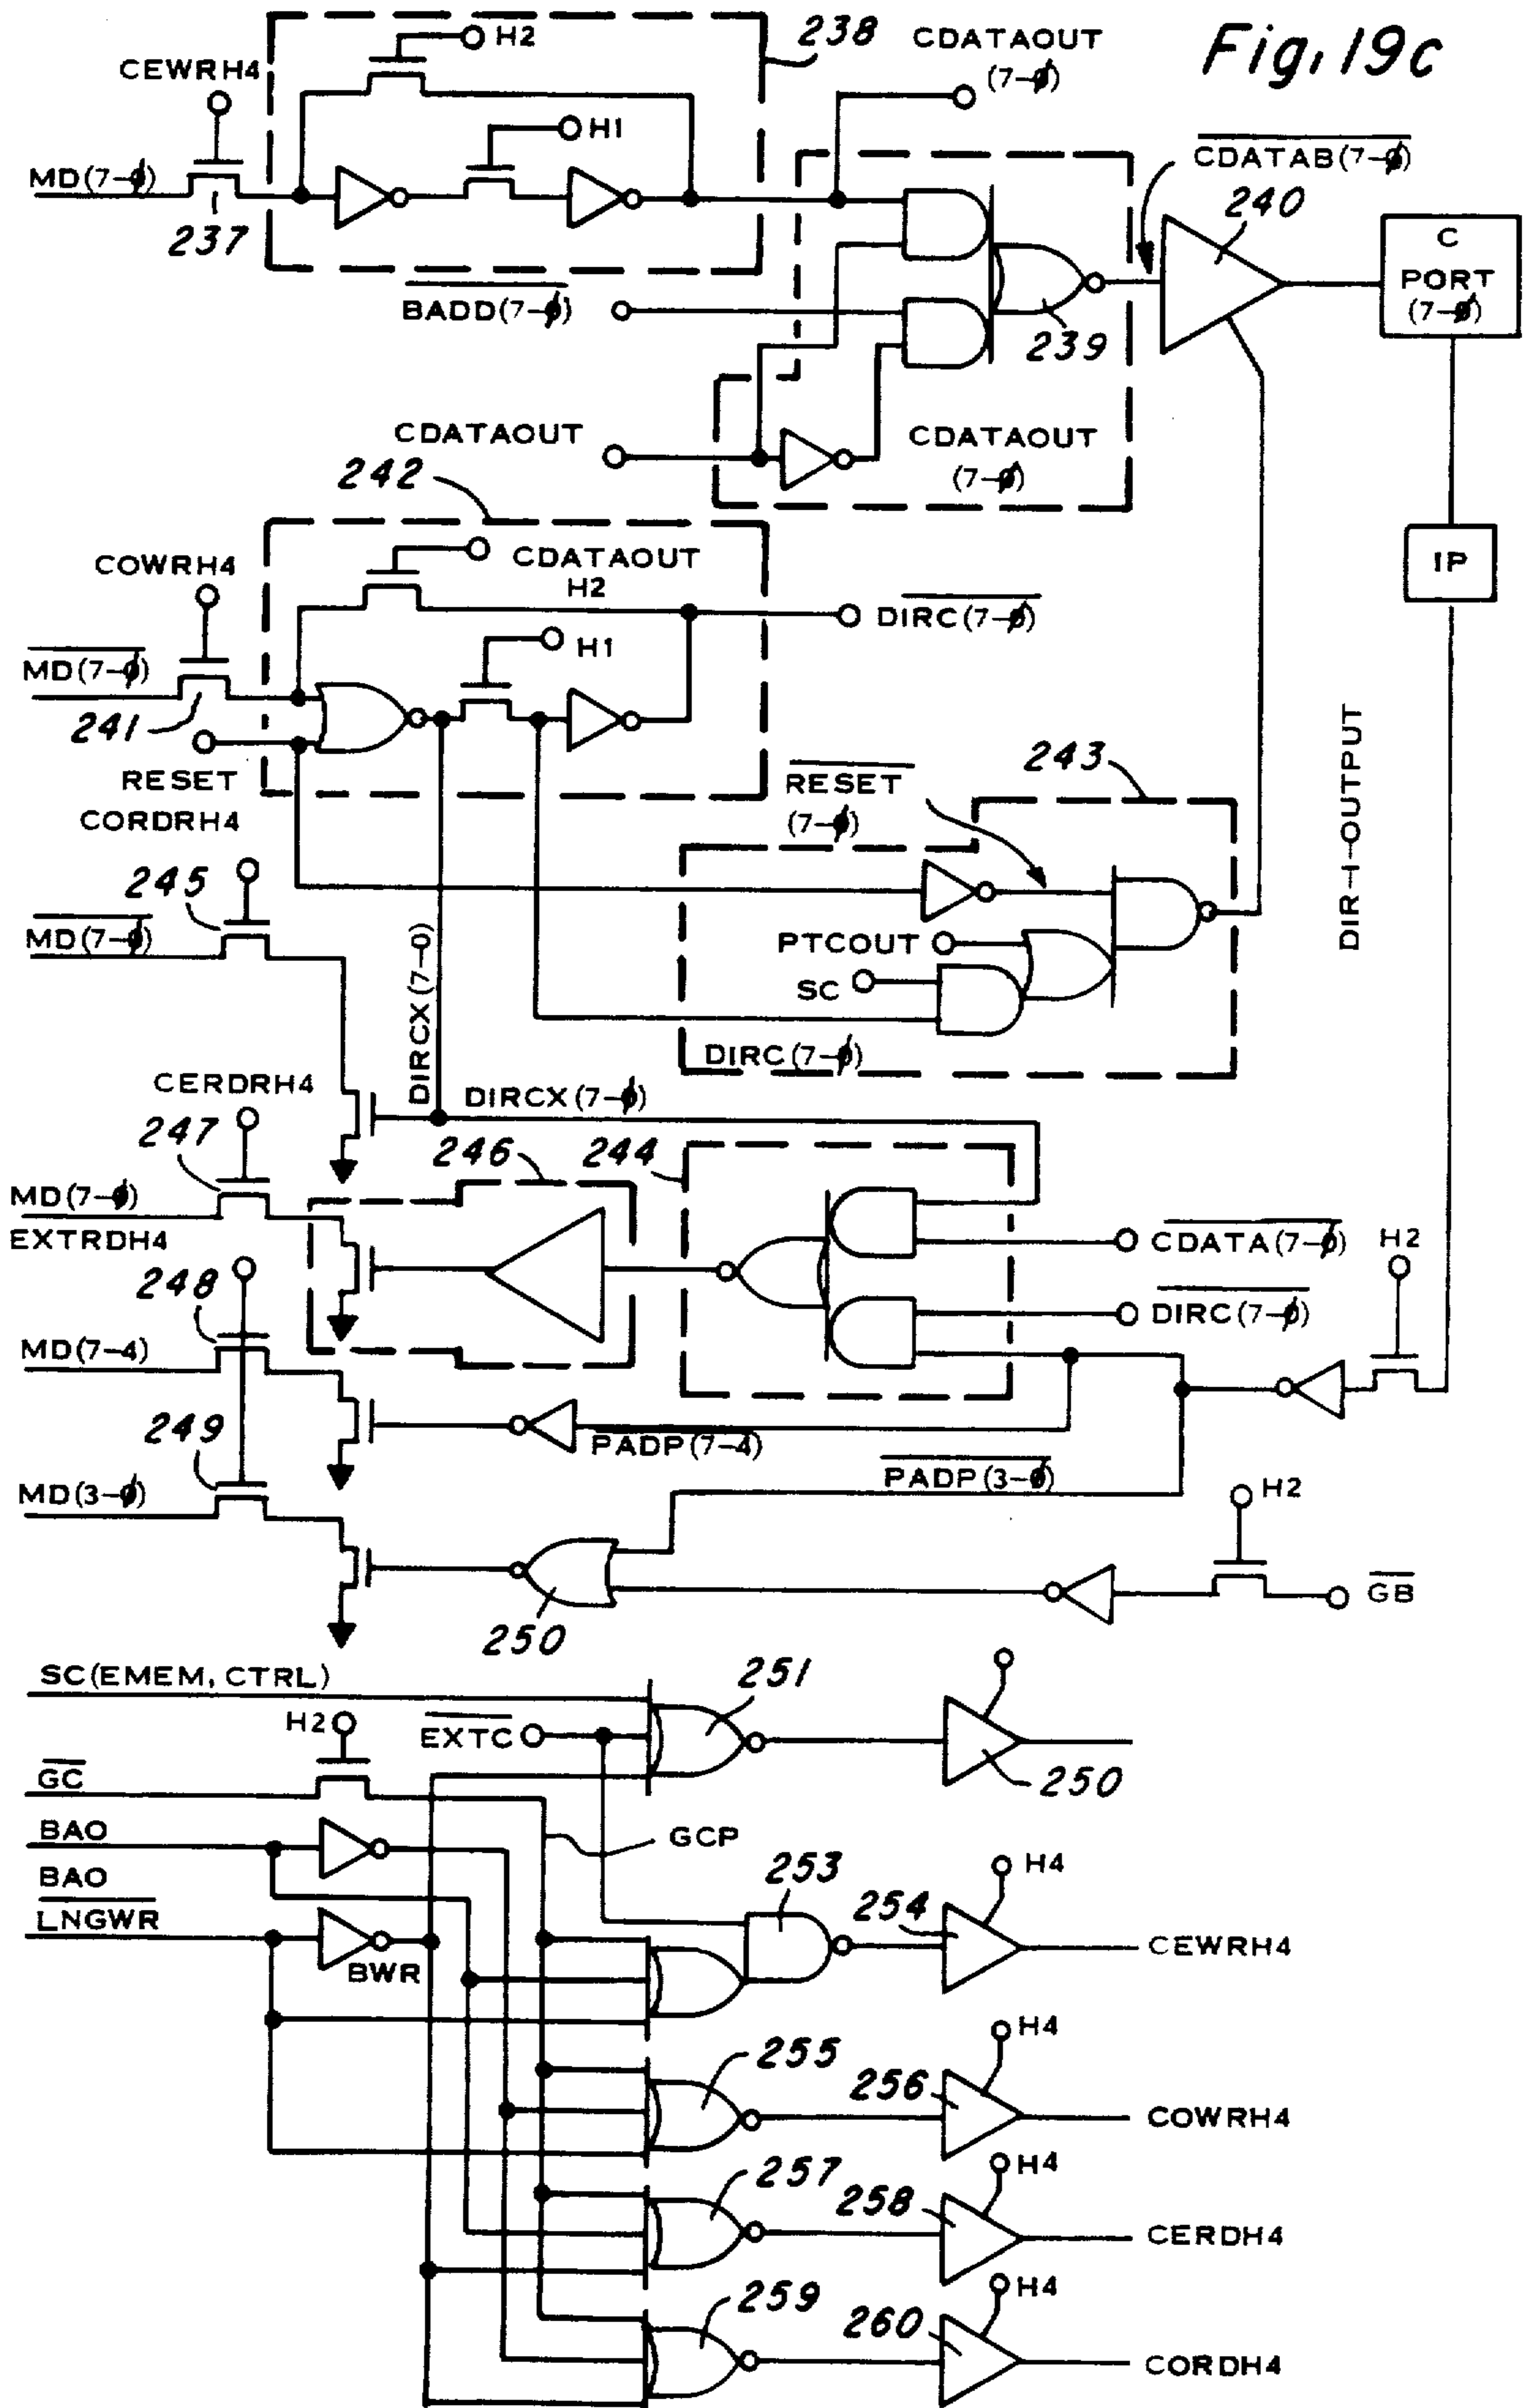 Fig. 19c
H2
238
CDATAOUT
(7-0)
CEWRH4
H1
MD(7-0)
237
CDATAB(7-0)
240
C
PORT
(7-0)
BADD(7-0)
239
CDATAOUT
CDATAOUT
(7-0)
242
COWRH4
CDATAOUT
H2
IP
DIRC(7-0)
H1
MD(7-0)
241
RESET
RESET
(7-0)
243
DIR-I-OUTPUT
CORDRH4
245
MD(7-0)
PTCOUT
SC
DIRCX(7-0)
DIRC(7-0)
CERDRH4
DIRCX(7-0)
247
246
244
MD(7-0)
EXTRDH4
CDATA(7-0)
H2
248
DIRC(7-0)
MD(7-4)
249
PADP(7-4)
PADP(3-0)
MD(3-0)
H2
250
GB
SC(EMEM, CTRL)
251
H2
EXTC
250
GC
BAO
GCP
BAO
253
H4
LNGWR
254
BWR
CEWRH4
H4
255
256
COWRH4
H4
257
258
CERDH4
H4
259
260
CORDH4